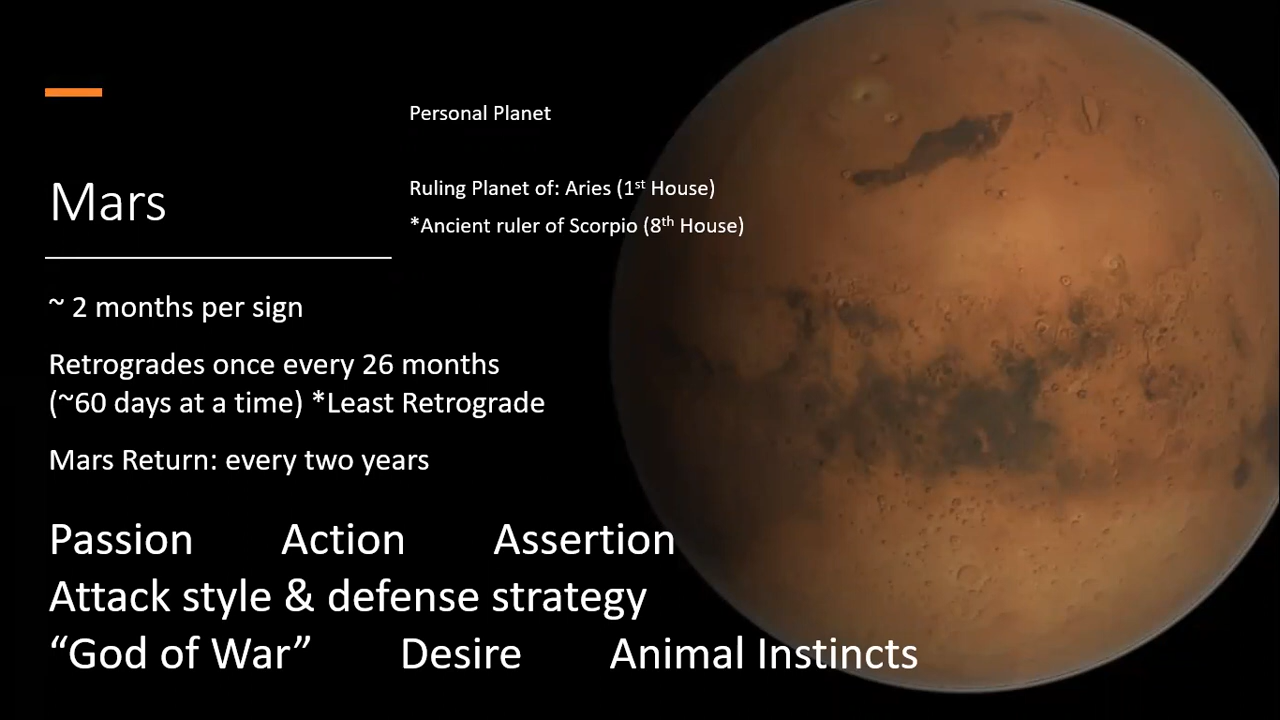 Personal Planet
Mars
Ruling Planet of: Aries (1st House)
*Ancient ruler of Scorpio (8th House)
~ 2 months per sign
Retrogrades once every 26 months
(~60 days at a time) *Least Retrograde
Mars Return: every two years
Passion Action Assertion
Attack style & defense strategy
“God of War” Desire Animal Instincts